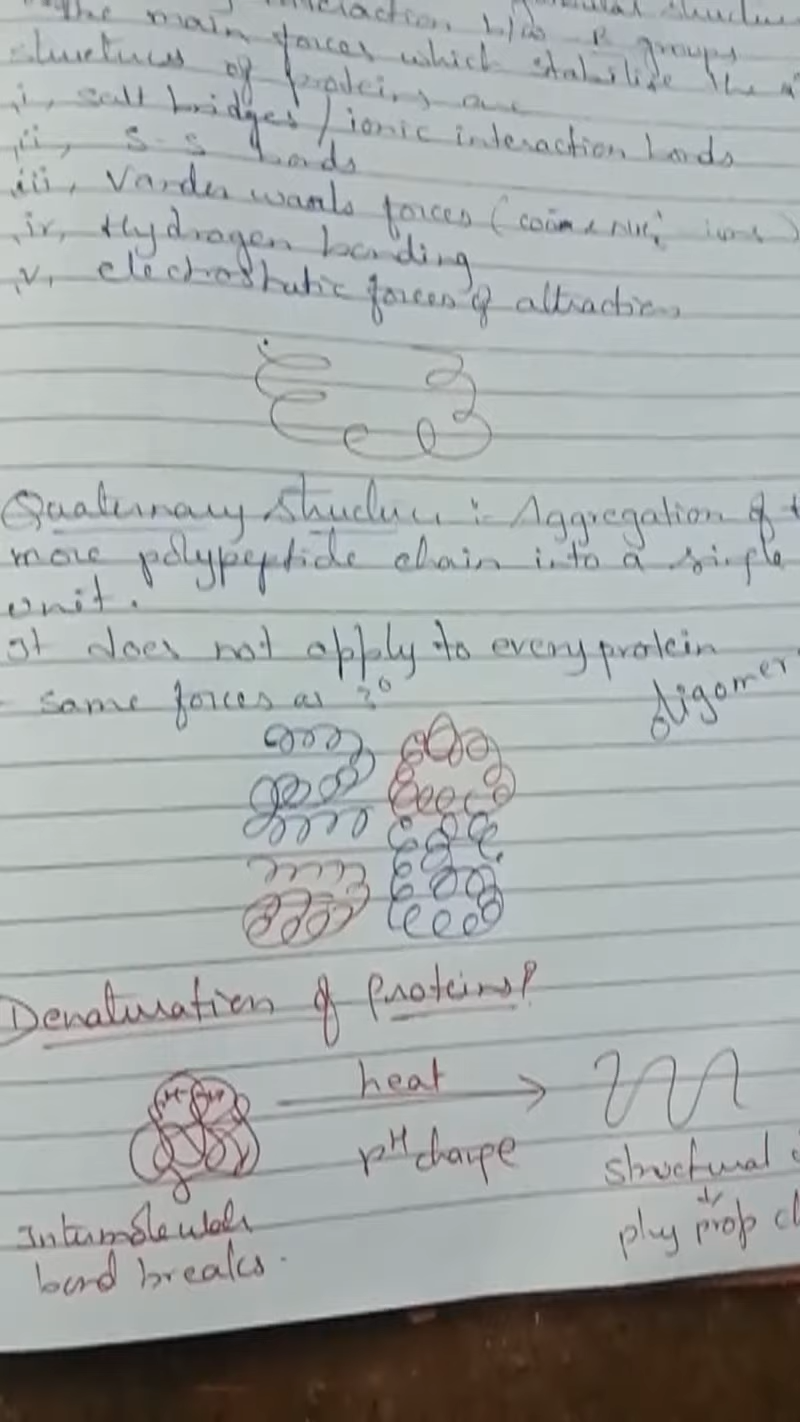 interaction b/w R groups
The main forces which stabilize the
structures of proteins are
i, salt bridges / ionic interaction bonds
ii, S-S bonds
iii, Vander waals forces (
iv, Hydrogen bonding
v, electrostatic forces of attraction
Quaternary Structure :- Aggregation of
more polypeptide chain into a single
unit.
It does not apply to every protein
- same forces as 3°
oligomer
Denaturation of Proteins?
heat
pH change
structural
phy prop
Intermolecular
bond breaks.